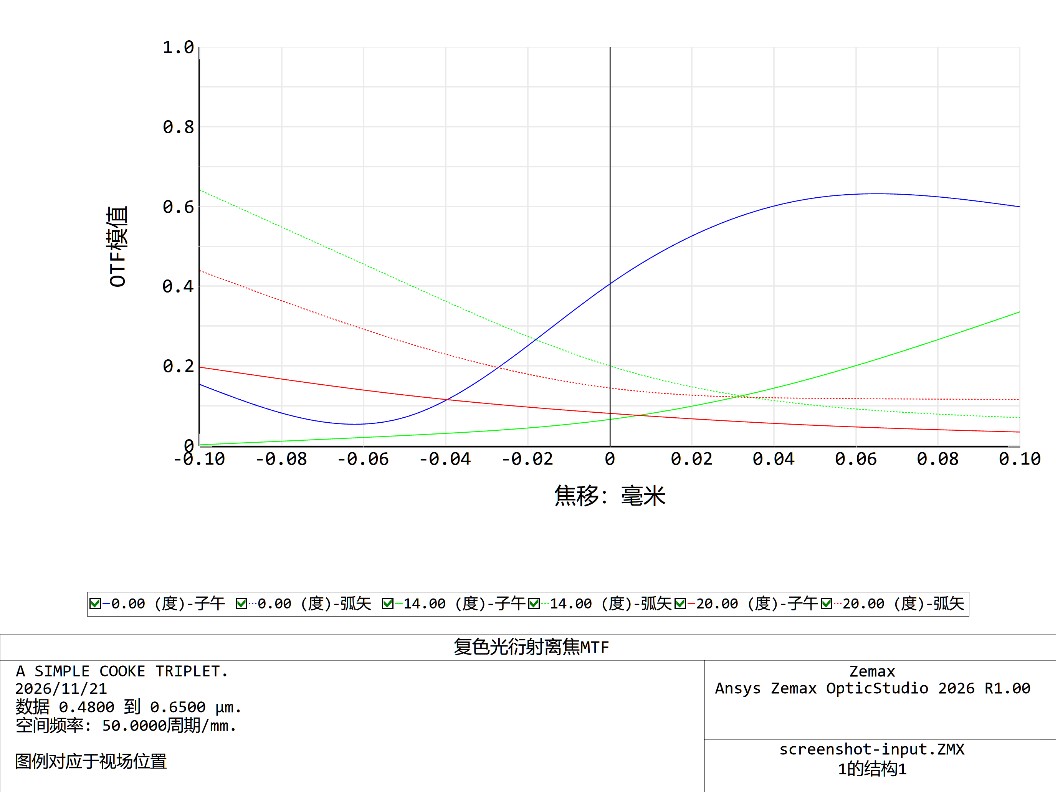 1.0
0.8
0.6
0.4
0.2
0
OTF模值
-0.10 -0.08 -0.06 -0.04 -0.02 0 0.02 0.04 0.06 0.08 0.10
焦移: 毫米
0.00 (度)-子午 0.00 (度)-弧矢 14.00 (度)-子午 14.00 (度)-弧矢 20.00 (度)-子午 20.00 (度)-弧矢
复色光衍射离焦MTF
A SIMPLE COOKE TRIPLET.
2026/11/21
数据 0.4800 到 0.6500 µm.
空间频率: 50.0000周期/mm.
图例对应于视场位置
Zemax
Ansys Zemax OpticStudio 2026 R1.00
screenshot-input.ZMX
1的结构1